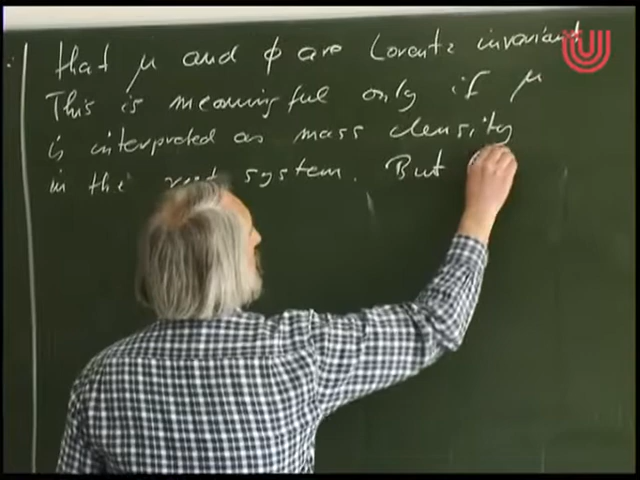 that μ and ϕ are Lorentz invariant
This is meaningful only if μ
is interpreted as mass density
in the rest system. But